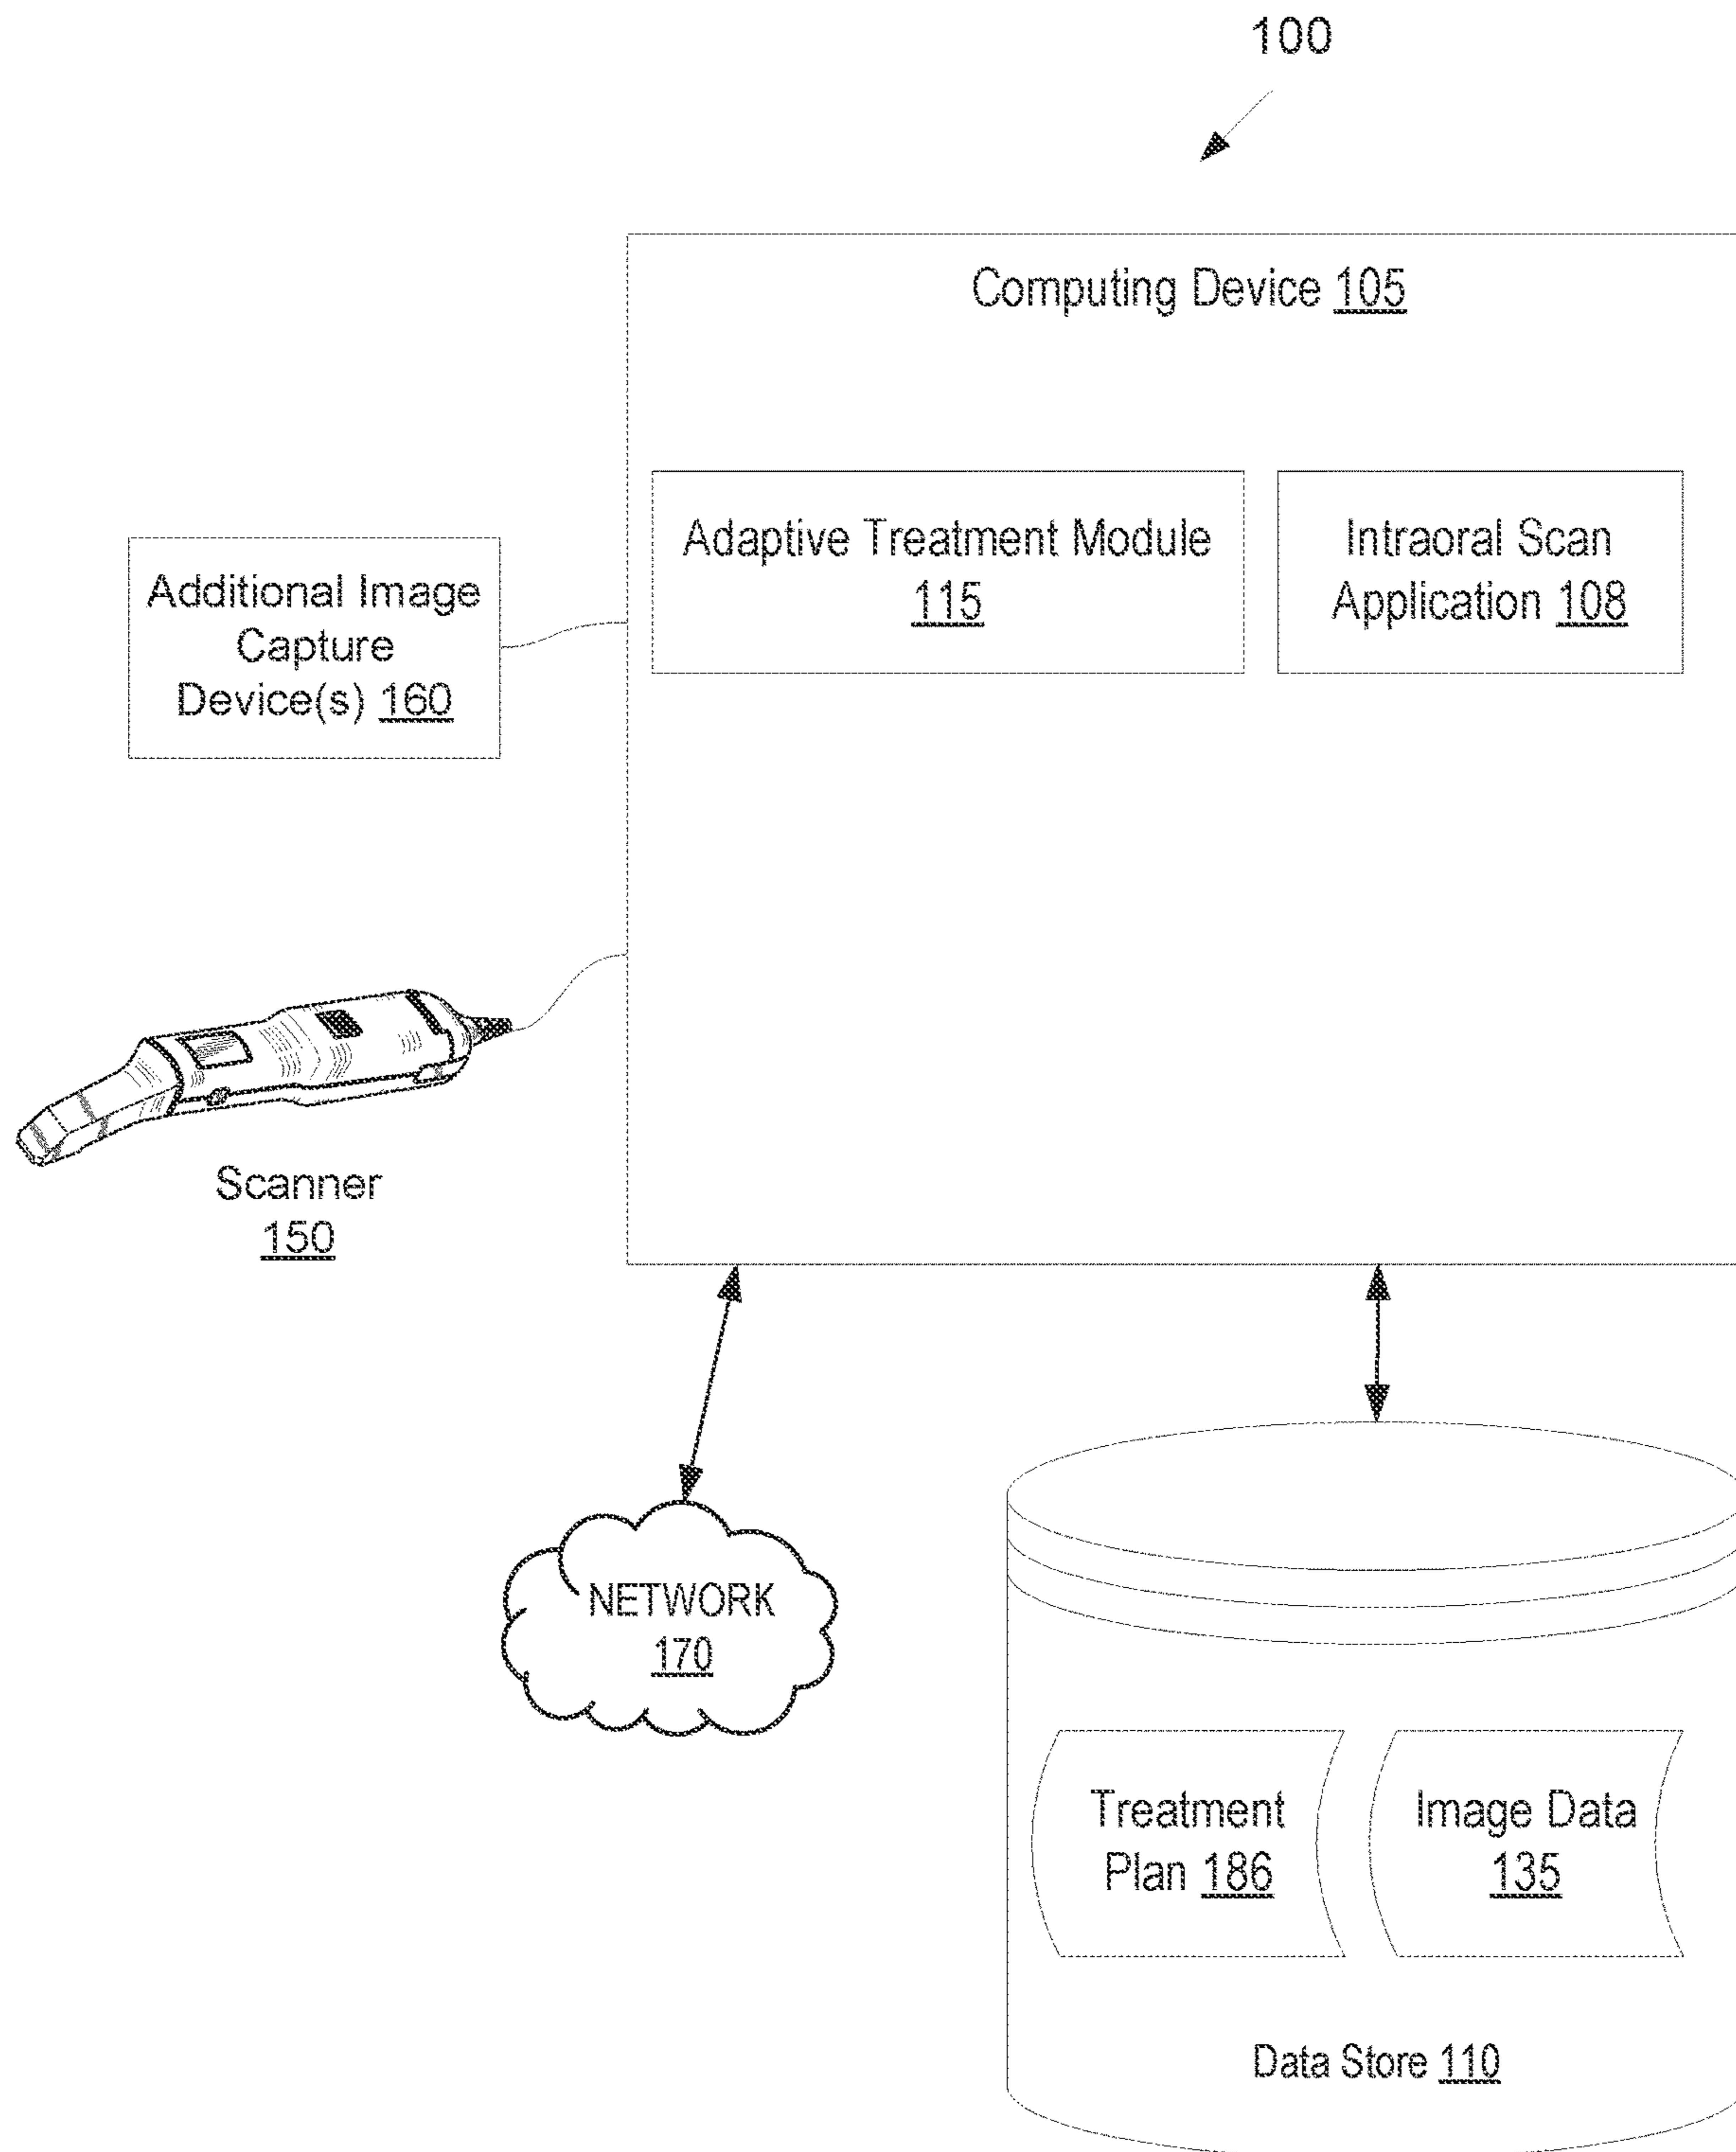 100
Computing Device 105
Adaptive Treatment Module
115
Intraoral Scan
Application 108
Additional Image
Capture
Device(s) 160
Scanner
150
NETWORK
170
Treatment
Plan 186
Image Data
135
Data Store 110